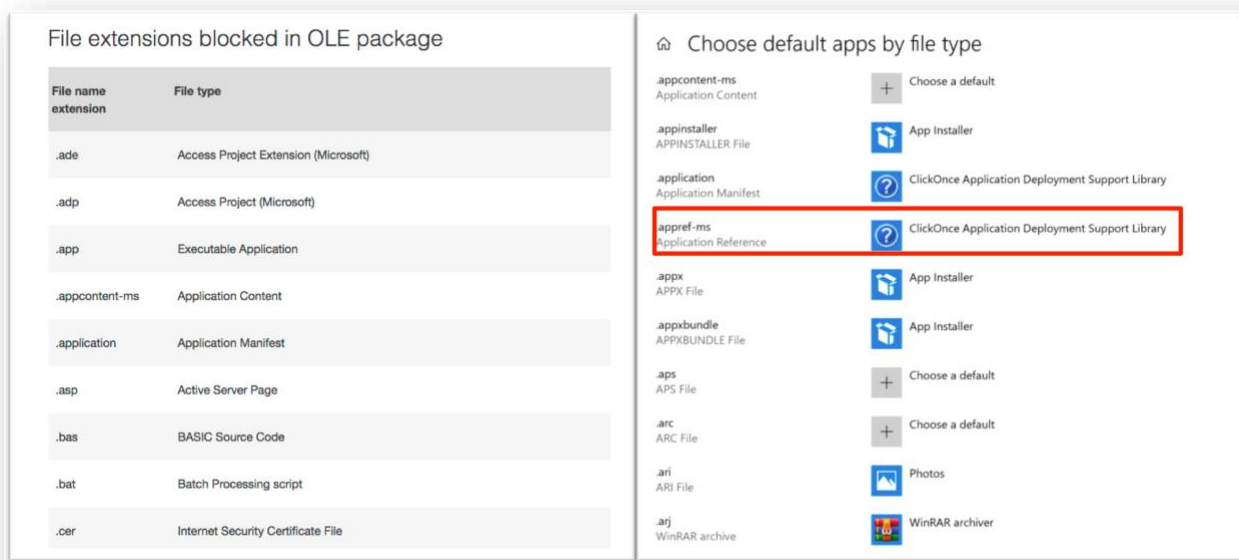 File extensions blocked in OLE package
File name
extension
File type
.ade
Access Project Extension (Microsoft)
.adp
Access Project (Microsoft)
.app
Executable Application
.appcontent-ms
Application Content
.application
Application Manifest
.asp
Active Server Page
.bas
BASIC Source Code
.bat
Batch Processing script
.cer
Internet Security Certificate File
Choose default apps by file type
.appcontent-ms
Application Content
Choose a default
.appinstaller
APPINSTALLER File
App Installer
.application
Application Manifest
ClickOnce Application Deployment Support Library
.appref-ms
Application Reference
ClickOnce Application Deployment Support Library
.appx
APPX File
App Installer
.appxbundle
APPXBUNDLE File
App Installer
.aps
APS File
Choose a default
.arc
ARC File
Choose a default
.ari
ARI File
Photos
.arj
WinRAR archive
WinRAR archiver